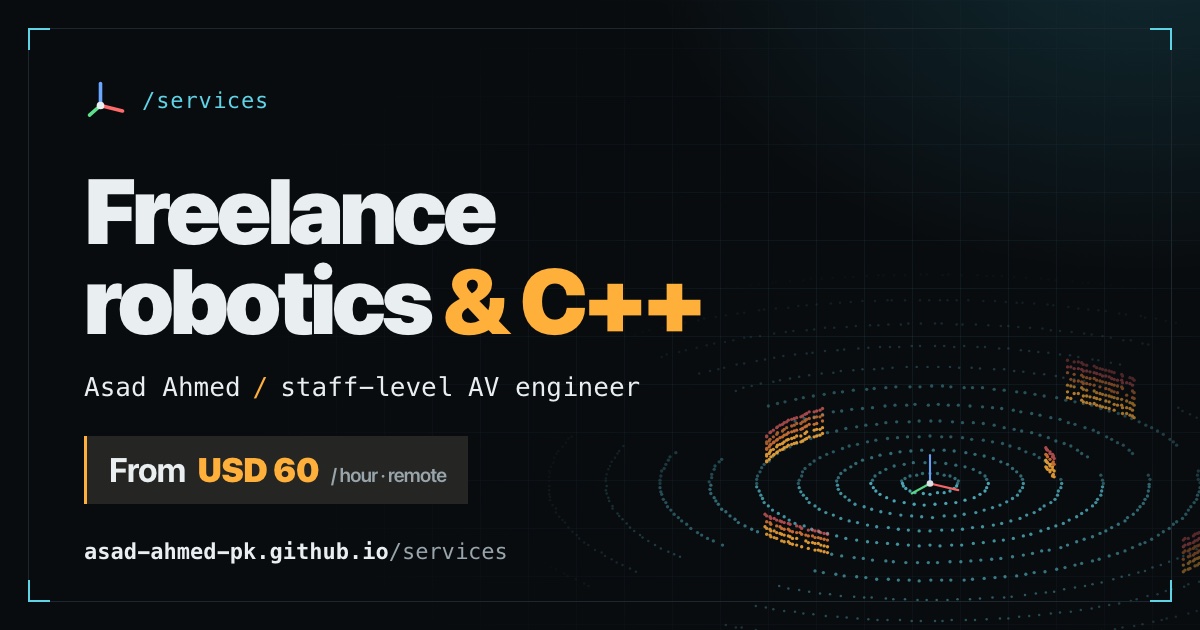 /services
Freelance
robotics & C++
Asad Ahmed / staff-level AV engineer
From USD 60 /hour·remote
asad-ahmed-pk.github.io/services